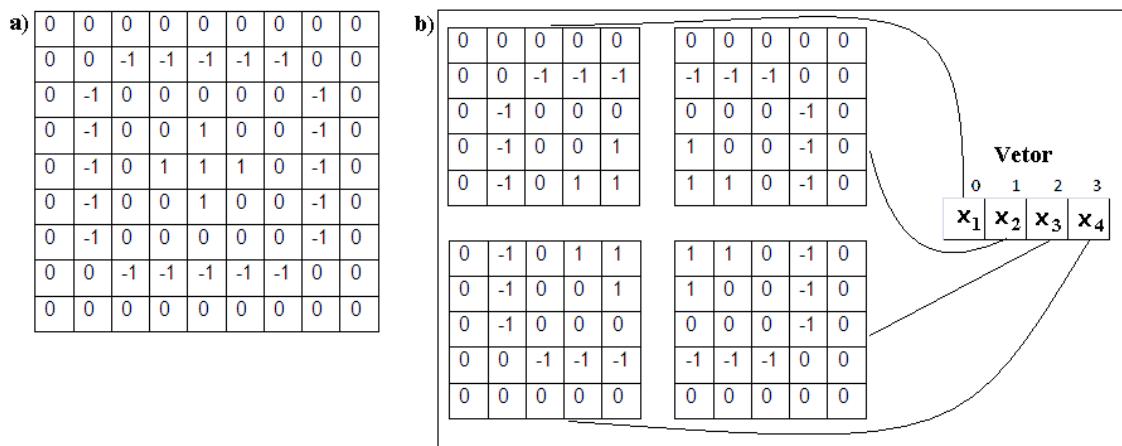 a)
0 0 0 0 0 0 0 0 0
0 0 -1 -1 -1 -1 -1 0 0
0 -1 0 0 0 0 0 -1 0
0 -1 0 0 1 0 0 -1 0
0 -1 0 1 1 1 0 -1 0
0 -1 0 0 1 0 0 -1 0
0 -1 0 0 0 0 0 -1 0
0 0 -1 -1 -1 -1 -1 0 0
0 0 0 0 0 0 0 0 0
b)
0 0 0 0 0
0 0 -1 -1 -1
0 -1 0 0 0
0 -1 0 0 1
0 -1 0 1 1
0 0 0 0 0
-1 -1 -1 0 0
0 0 0 -1 0
1 0 0 -1 0
1 1 0 -1 0
0 -1 0 1 1
0 -1 0 0 1
0 -1 0 0 0
0 0 -1 -1 -1
0 0 0 0 0
1 1 0 -1 0
1 0 0 -1 0
0 0 0 -1 0
-1 -1 -1 0 0
0 0 0 0 0
Vetor
0 1 2 3
x1 x2 x3 x4